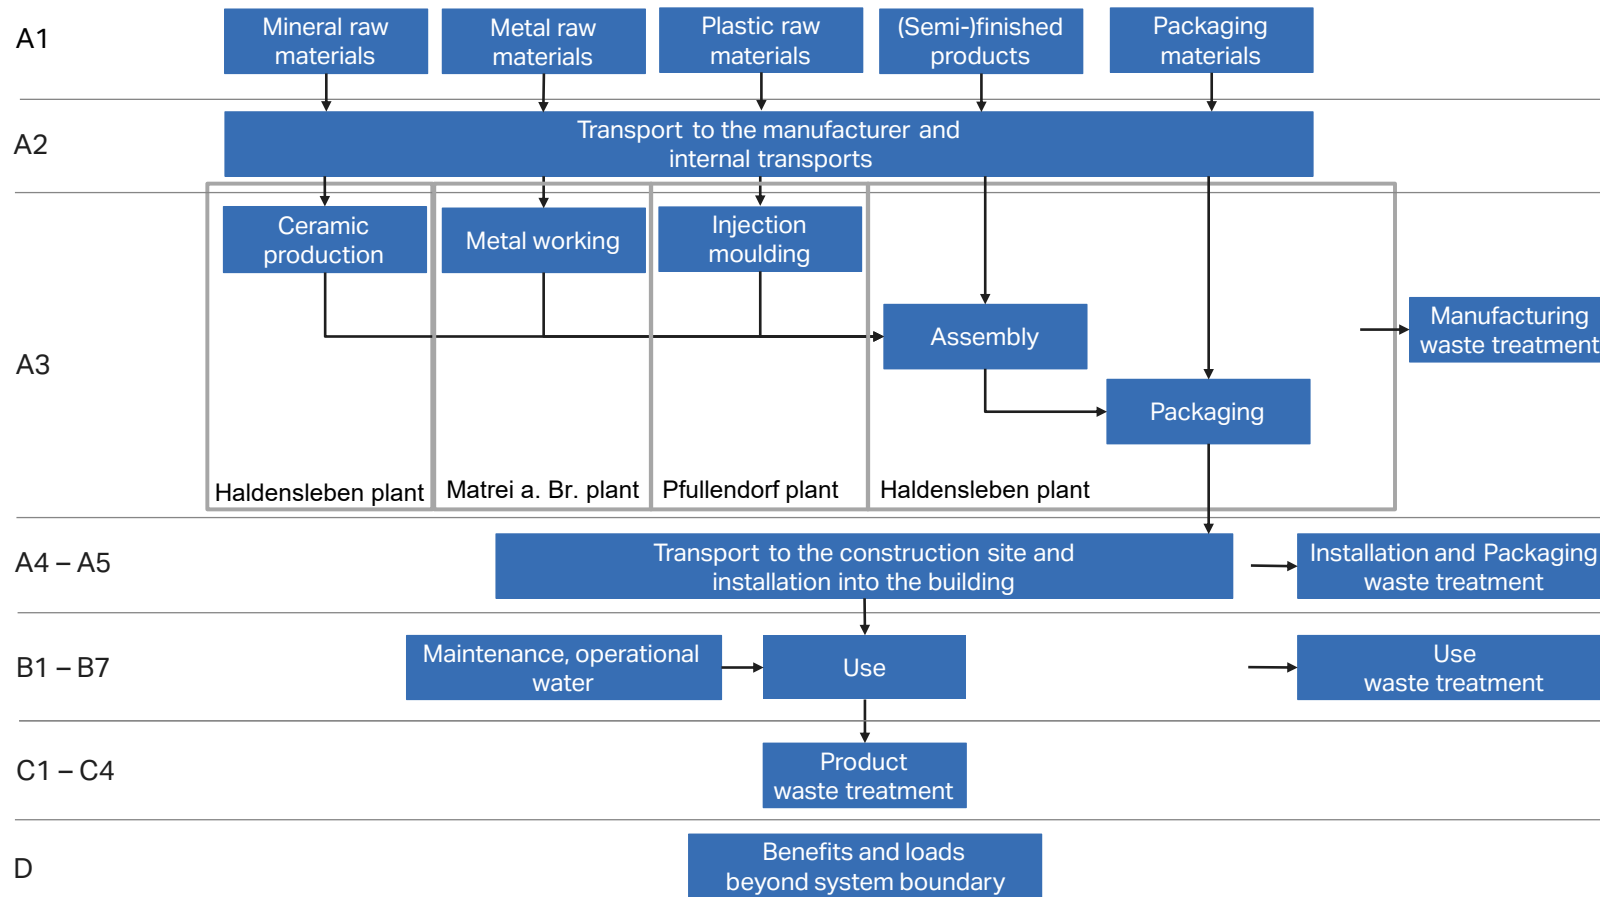 A1
Mineral raw
materials
Metal raw
materials
Plastic raw
materials
(Semi-)finished
products
Packaging
materials
A2
Transport to the manufacturer and
internal transports
A3
Ceramic
production
Metal working
Injection
moulding
Assembly
Manufacturing
waste treatment
Packaging
Haldensleben plant
Matrei a. Br. plant
Pfullendorf plant
Haldensleben plant
A4 – A5
Transport to the construction site and
installation into the building
Installation and Packaging
waste treatment
B1 – B7
Maintenance, operational
water
Use
Use
waste treatment
C1 – C4
Product
waste treatment
D
Benefits and loads
beyond system boundary